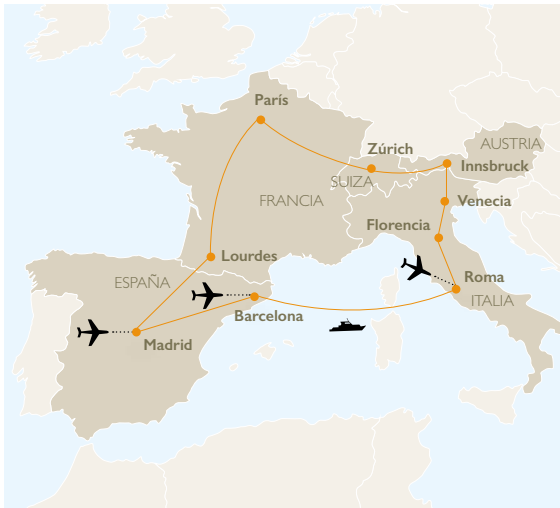 París
Zúrich
AUSTRIA
Innsbruck
SUIZA
FRANCIA
Venecia
Florencia
Lourdes
Roma
ESPAÑA
ITALIA
Barcelona
Madrid